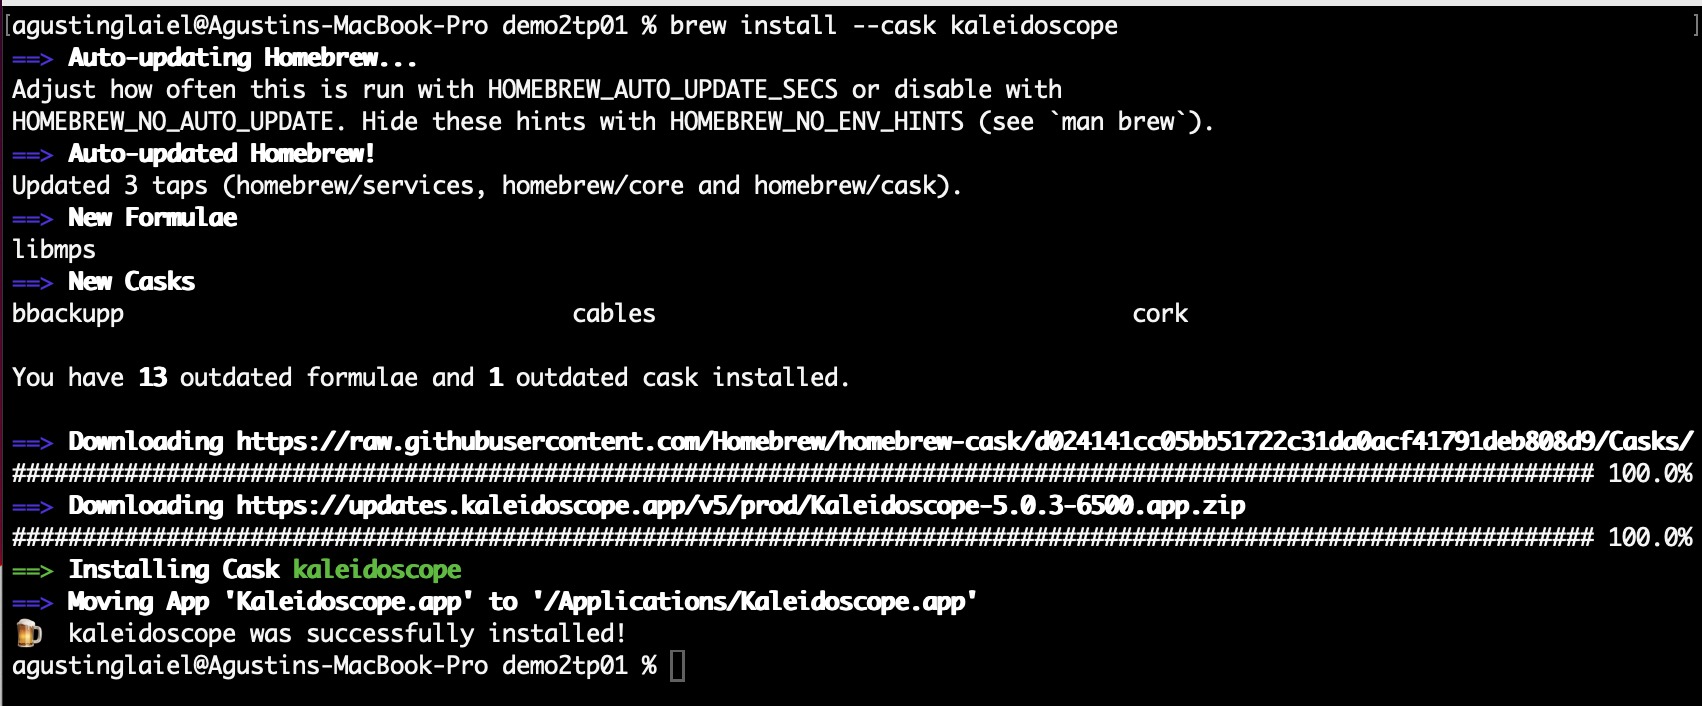 [agustinglaiel@Agustins-MacBook-Pro demo2tp01 % brew install --cask kaleidoscope ]
==> Auto-updating Homebrew...
Adjust how often this is run with HOMEBREW_AUTO_UPDATE_SECS or disable with
HOMEBREW_NO_AUTO_UPDATE. Hide these hints with HOMEBREW_NO_ENV_HINTS (see `man brew`).
==> Auto-updated Homebrew!
Updated 3 taps (homebrew/services, homebrew/core and homebrew/cask).
==> New Formulae
libmps
==> New Casks
bbackupp cables cork
You have 13 outdated formulae and 1 outdated cask installed.
==> Downloading https://raw.githubusercontent.com/Homebrew/homebrew-cask/d024141cc05bb51722c31da0acf41791deb808d9/Casks/
################################################################################################################# 100.0%
==> Downloading https://updates.kaleidoscope.app/v5/prod/Kaleidoscope-5.0.3-6500.app.zip
################################################################################################################# 100.0%
==> Installing Cask kaleidoscope
==> Moving App 'Kaleidoscope.app' to '/Applications/Kaleidoscope.app'
🍺 kaleidoscope was successfully installed!
agustinglaiel@Agustins-MacBook-Pro demo2tp01 %